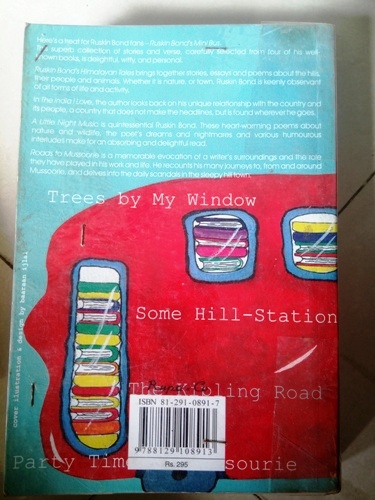 Here's a treat for Ruskin Bond fans - Ruskin Bond's Mini Bus.
superb collection of stories and verse, carefully selected from four of his well-
known books, is delightful, witty, and personal.
Ruskin Bond's Himalayan Tales brings together stories, essays and poems about the hills,
their people and animals. Whether it is nature, or town, Ruskin Bond is keenly observant
of all forms of life and activity.
In the India I Love, the author looks back on his unique relationship with the country and
its people, a country that does not make the headlines, but is found wherever he goes.
A Little Night Music is quintessential Ruskin Bond. These heart-warming poems about
nature and wildlife, the poet's dreams and nightmares and various humourous
interludes make for an absorbing and delightful read.
Roads to Mussoorie is a memorable evocation of a writer's surroundings and the role
they have played in his work and life. He recounts his many journeys to, from and around
Mussoorie, and delves into the daily scandals in the sleepy hill town.
Trees by My Window
Some Hill-Station
The Kipling Road
ISBN 81-291-0891-7
9 788129 108913
Party Time sourie
Rs. 295
cover illustration & design by basraan ijlal